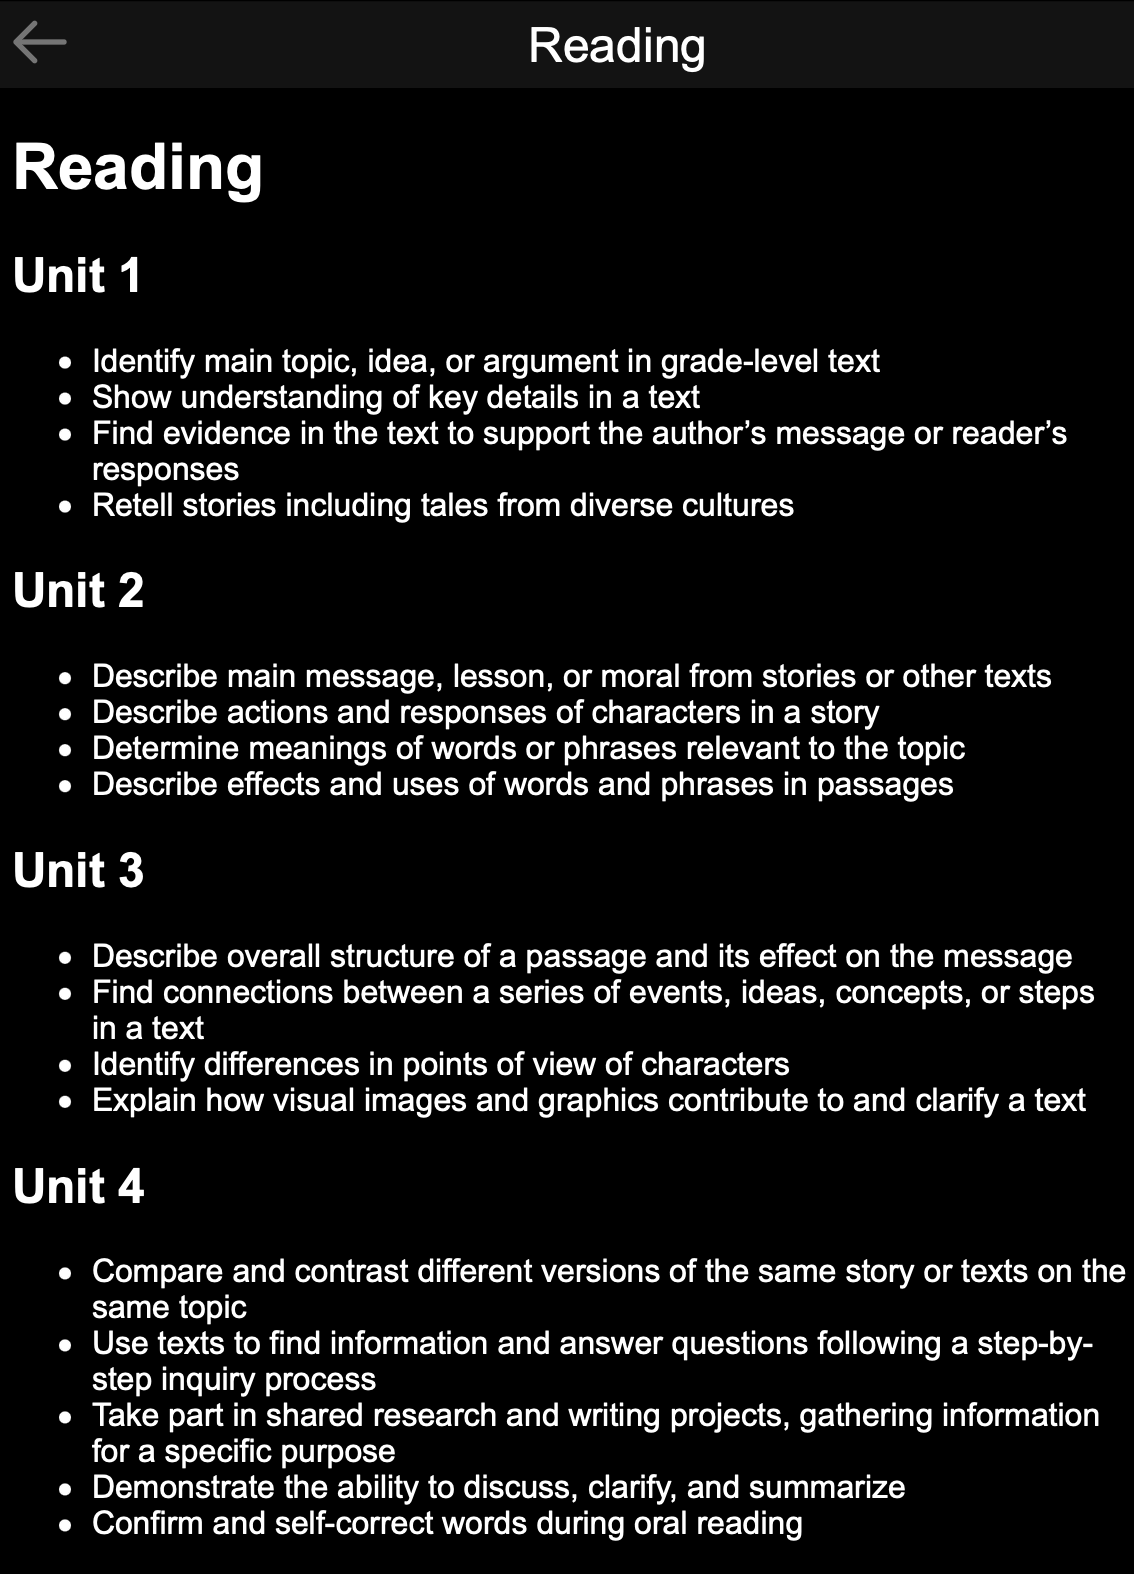 Reading
Reading
Unit 1
• Identify main topic, idea, or argument in grade-level text
• Show understanding of key details in a text
• Find evidence in the text to support the author’s message or reader’s
responses
• Retell stories including tales from diverse cultures
Unit 2
• Describe main message, lesson, or moral from stories or other texts
• Describe actions and responses of characters in a story
• Determine meanings of words or phrases relevant to the topic
• Describe effects and uses of words and phrases in passages
Unit 3
• Describe overall structure of a passage and its effect on the message
• Find connections between a series of events, ideas, concepts, or steps
in a text
• Identify differences in points of view of characters
• Explain how visual images and graphics contribute to and clarify a text
Unit 4
• Compare and contrast different versions of the same story or texts on the
same topic
• Use texts to find information and answer questions following a step-by-
step inquiry process
• Take part in shared research and writing projects, gathering information
for a specific purpose
• Demonstrate the ability to discuss, clarify, and summarize
• Confirm and self-correct words during oral reading